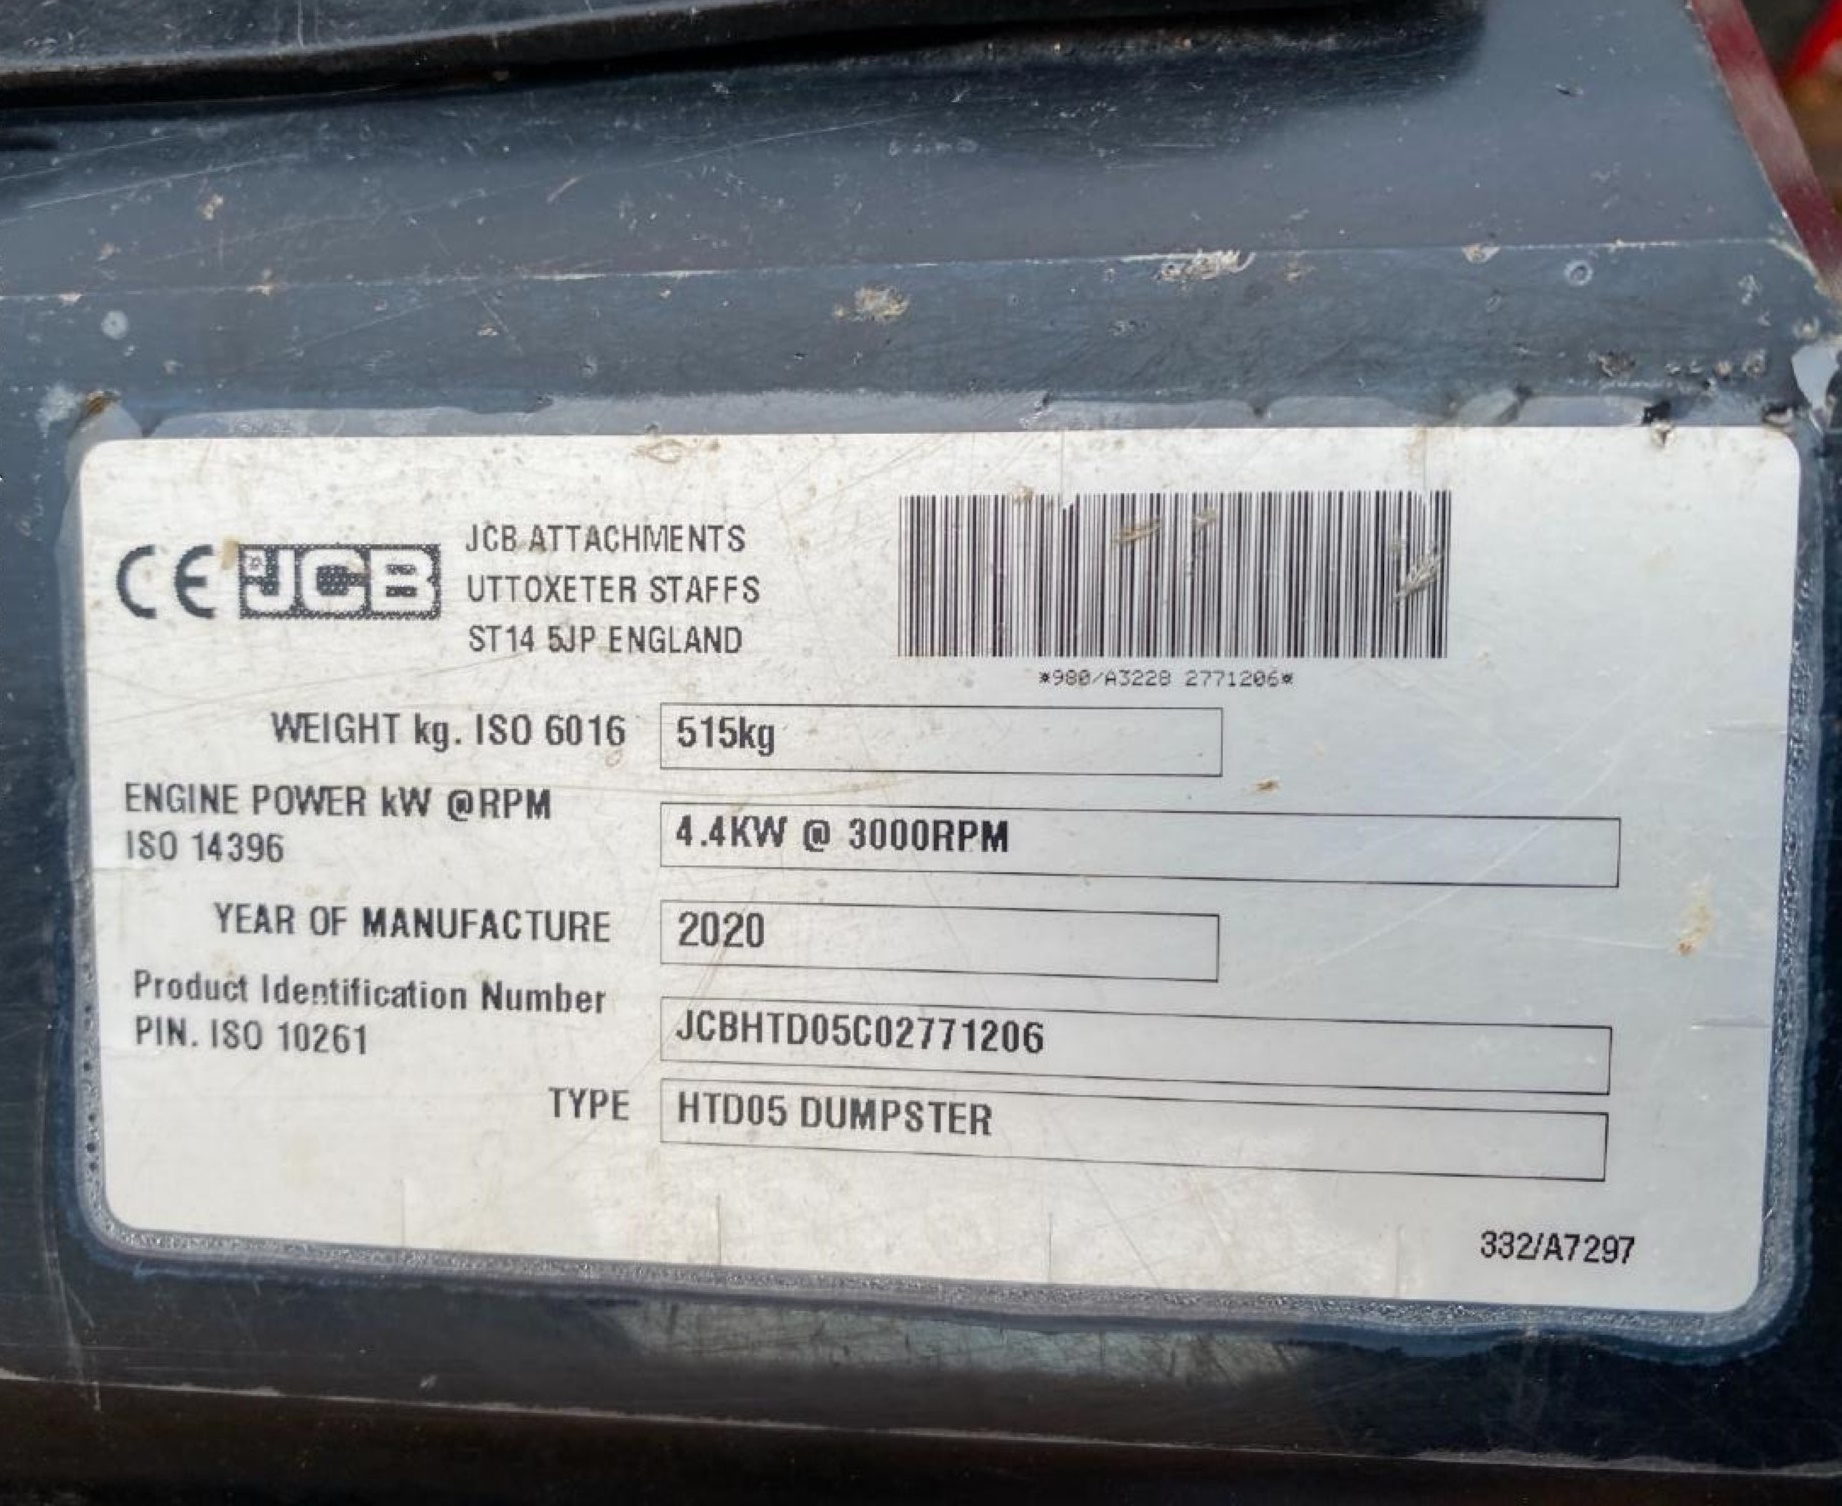 CE JCB
JCB ATTACHMENTS
UTTOXETER STAFFS
ST14 5JP ENGLAND
*980/A3228 2771206*
WEIGHT kg. ISO 6016 515kg
ENGINE POWER kW @RPM
ISO 14396
4.4KW @ 3000RPM
YEAR OF MANUFACTURE 2020
Product Identification Number
PIN. ISO 10261
JCBHTD05C02771206
TYPE HTD05 DUMPSTER
332/A7297